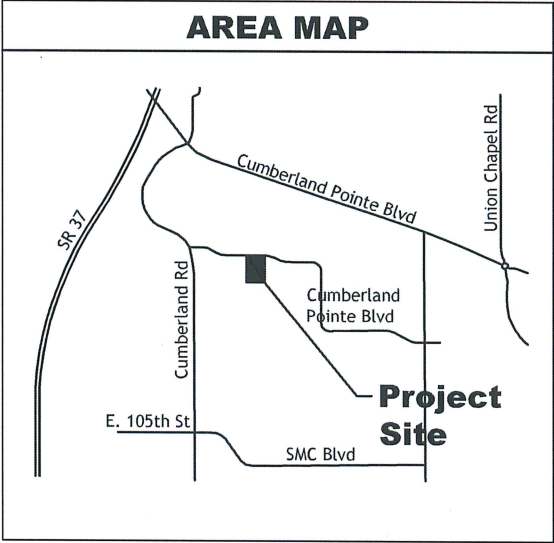 AREA MAP
Cumberland Pointe Blvd
Union Chapel Rd
SR 37
Cumberland Rd
Cumberland
Pointe Blvd
Project
Site
E. 105th St
SMC Blvd